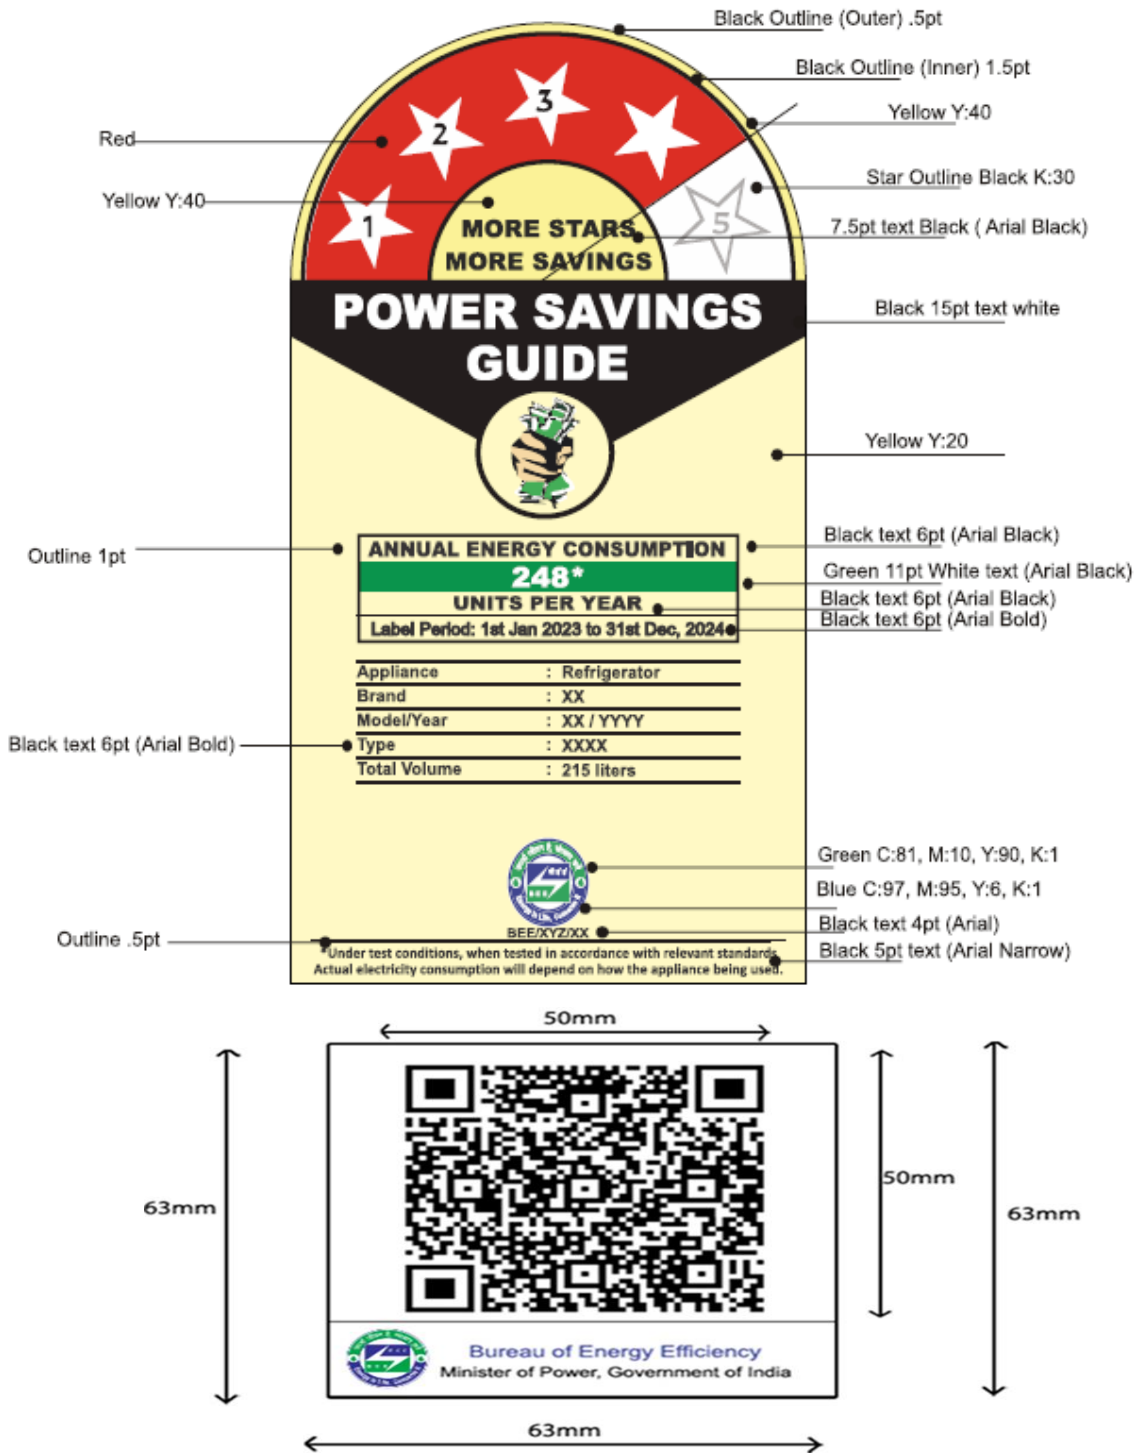 Black Outline (Outer) .5pt
Black Outline (Inner) 1.5pt
Yellow Y:40
Red
Star Outline Black K:30
Yellow Y:40
7.5pt text Black ( Arial Black)
1
2
3
5
MORE STARS
MORE SAVINGS
POWER SAVINGS
GUIDE
Black 15pt text white
Yellow Y:20
Outline 1pt
ANNUAL ENERGY CONSUMPTION
Black text 6pt (Arial Black)
248*
Green 11pt White text (Arial Black)
UNITS PER YEAR
Black text 6pt (Arial Black)
Label Period: 1st Jan 2023 to 31st Dec, 2024
Black text 6pt (Arial Bold)
Appliance : Refrigerator
Brand : XX
Model/Year : XX / YYYY
Black text 6pt (Arial Bold)
Type : XXXX
Total Volume : 215 liters
Green C:81, M:10, Y:90, K:1
Blue C:97, M:95, Y:6, K:1
BEE/XYZ/XX
Black text 4pt (Arial)
Outline .5pt
*Under test conditions, when tested in accordance with relevant standards.
Actual electricity consumption will depend on how the appliance being used.
Black 5pt text (Arial Narrow)
50mm
63mm
50mm
63mm
Bureau of Energy Efficiency
Minister of Power, Government of India
63mm